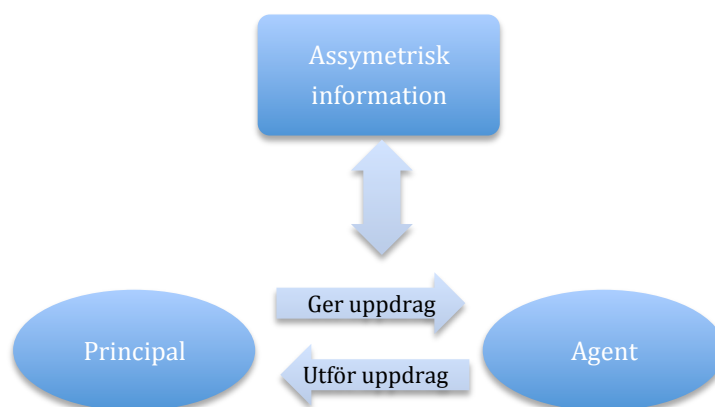 Assymetrisk
information
Ger uppdrag
Principal
Agent
Utför uppdrag